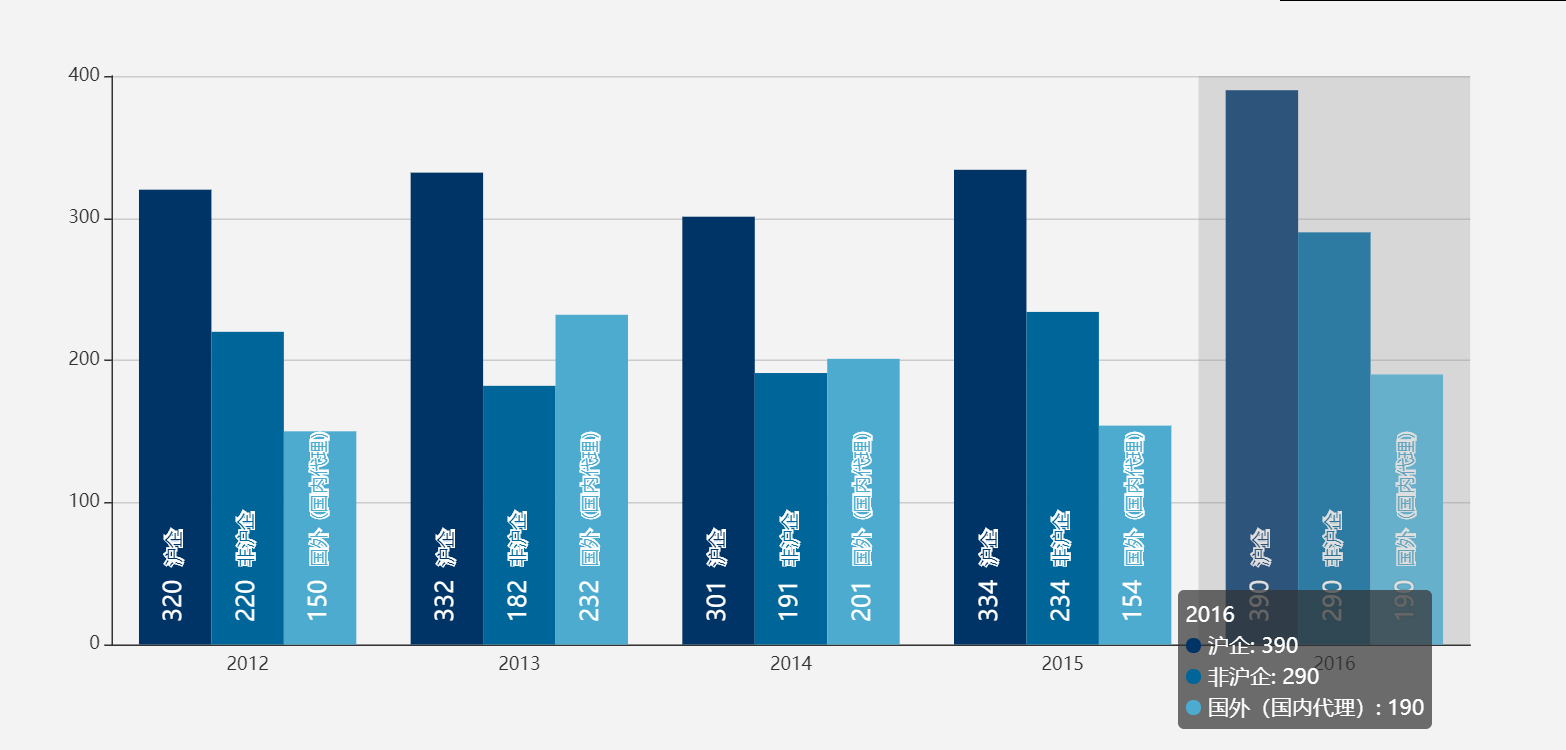 400
300
200
100
0
320 沪企
220 非沪企
150 国外（国内代理）
332 沪企
182 非沪企
232 国外（国内代理）
301 沪企
191 非沪企
201 国外（国内代理）
334 沪企
234 非沪企
154 国外（国内代理）
390 沪企
290 非沪企
190 国外（国内代理）
2012
2013
2014
2015
2016
2016
沪企: 390
非沪企: 290
国外（国内代理）: 190